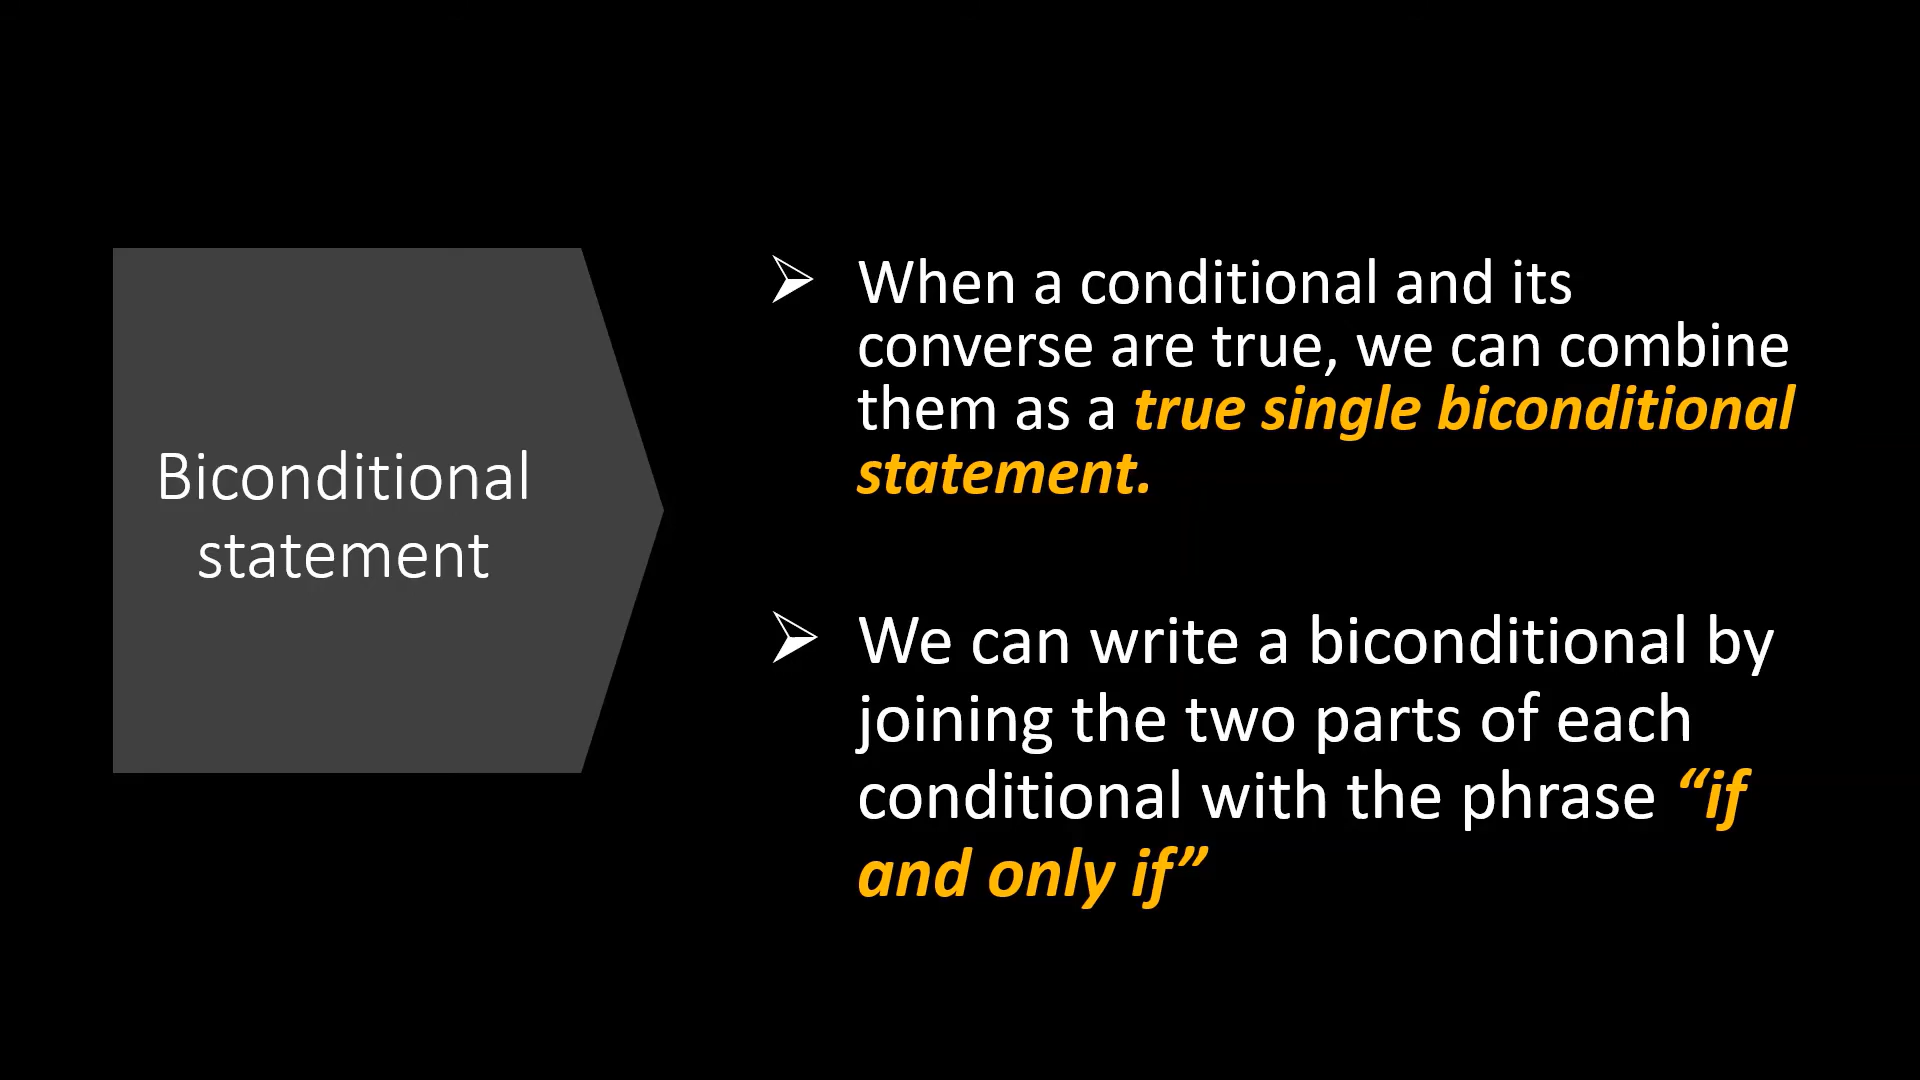 Biconditional
statement
➢ When a conditional and its
converse are true, we can combine
them as a true single biconditional
statement.
➢ We can write a biconditional by
joining the two parts of each
conditional with the phrase “if
and only if”